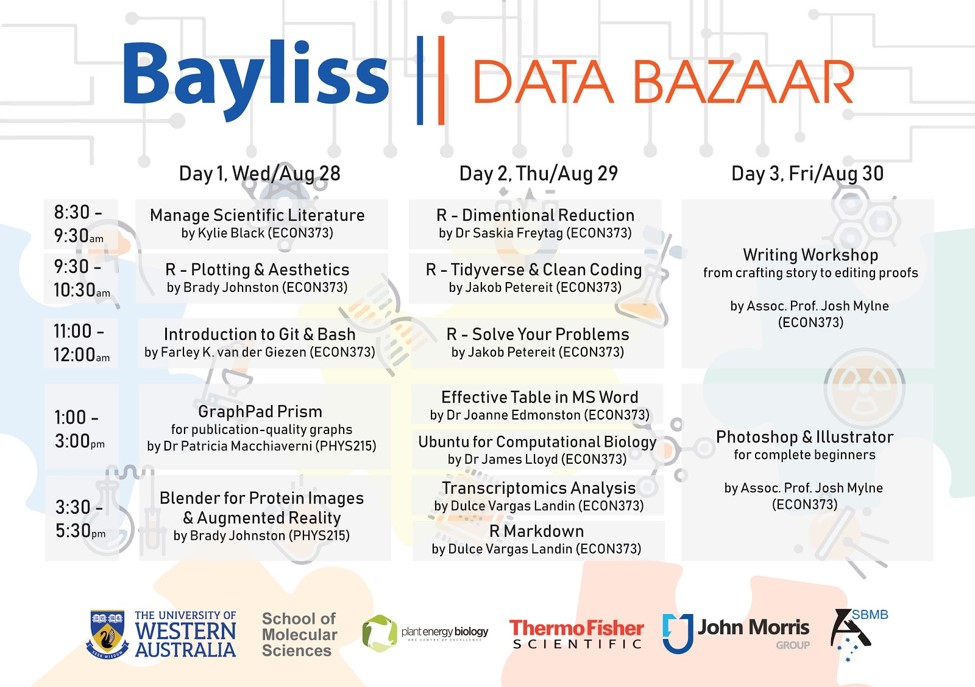 Bayliss || DATA BAZAAR
Day 1, Wed/Aug 28
Day 2, Thu/Aug 29
Day 3, Fri/Aug 30
8:30 -
9:30am
Manage Scientific Literature
by Kylie Black (ECON373)
R - Dimentional Reduction
by Dr Saskia Freytag (ECON373)
Writing Workshop
from crafting story to editing proofs
by Assoc. Prof. Josh Mylne
(ECON373)
9:30 -
10:30am
R - Plotting & Aesthetics
by Brady Johnston (ECON373)
R - Tidyverse & Clean Coding
by Jakob Petereit (ECON373)
11:00 -
12:00am
Introduction to Git & Bash
by Farley K. van der Giezen (ECON373)
R - Solve Your Problems
by Jakob Petereit (ECON373)
1:00 -
3:00pm
GraphPad Prism
for publication-quality graphs
by Dr Patricia Macchiaverni (PHYS215)
Effective Table in MS Word
by Dr Joanne Edmonston (ECON373)
Ubuntu for Computational Biology
by Dr James Lloyd (ECON373)
Photoshop & Illustrator
for complete beginners
by Assoc. Prof. Josh Mylne
(ECON373)
3:30 -
5:30pm
Blender for Protein Images
& Augmented Reality
by Brady Johnston (PHYS215)
Transcriptomics Analysis
by Dulce Vargas Landin (ECON373)
R Markdown
by Dulce Vargas Landin (ECON373)
THE UNIVERSITY OF
WESTERN
AUSTRALIA
School of
Molecular
Sciences
plant energy biology
ARC CENTRE OF EXCELLENCE
ThermoFisher
SCIENTIFIC
John Morris
GROUP
SBMB